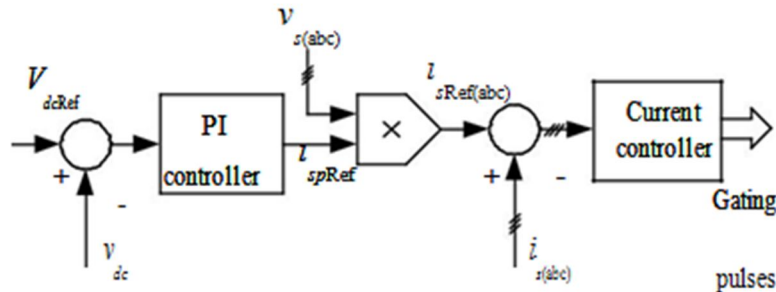 v s(abc)
V dcRef
ı sRef(abc)
PI
controller
×
ı spRef
Current
controller
+
-
+
-
Gating
v dc
i s(abc)
pulses